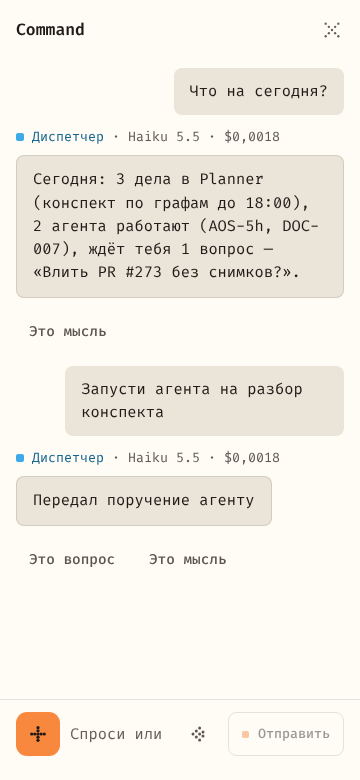 Command
Что на сегодня?
Диспетчер · Haiku 5.5 · $0,0018
Сегодня: 3 дела в Planner
(конспект по графам до 18:00),
2 агента работают (AOS-5h, DOC-
007), ждёт тебя 1 вопрос —
«Влить PR #273 без снимков?».
Это мысль
Запусти агента на разбор
конспекта
Диспетчер · Haiku 5.5 · $0,0018
Передал поручение агенту
Это вопрос Это мысль
Спроси или Отправить